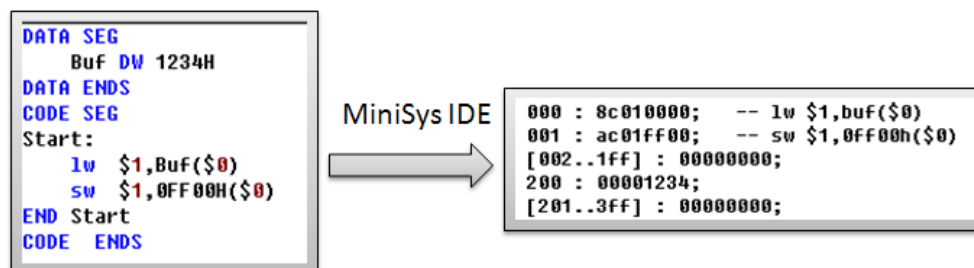 DATA SEG
Buf DW 1234H
DATA ENDS
CODE SEG
Start:
lw $1,Buf($0)
sw $1,0FF00H($0)
END Start
CODE ENDS
MiniSys IDE
000 : 8c010000; -- lw $1,buf($0)
001 : ac01ff00; -- sw $1,0ff00h($0)
[002..1ff] : 00000000;
200 : 00001234;
[201..3ff] : 00000000;